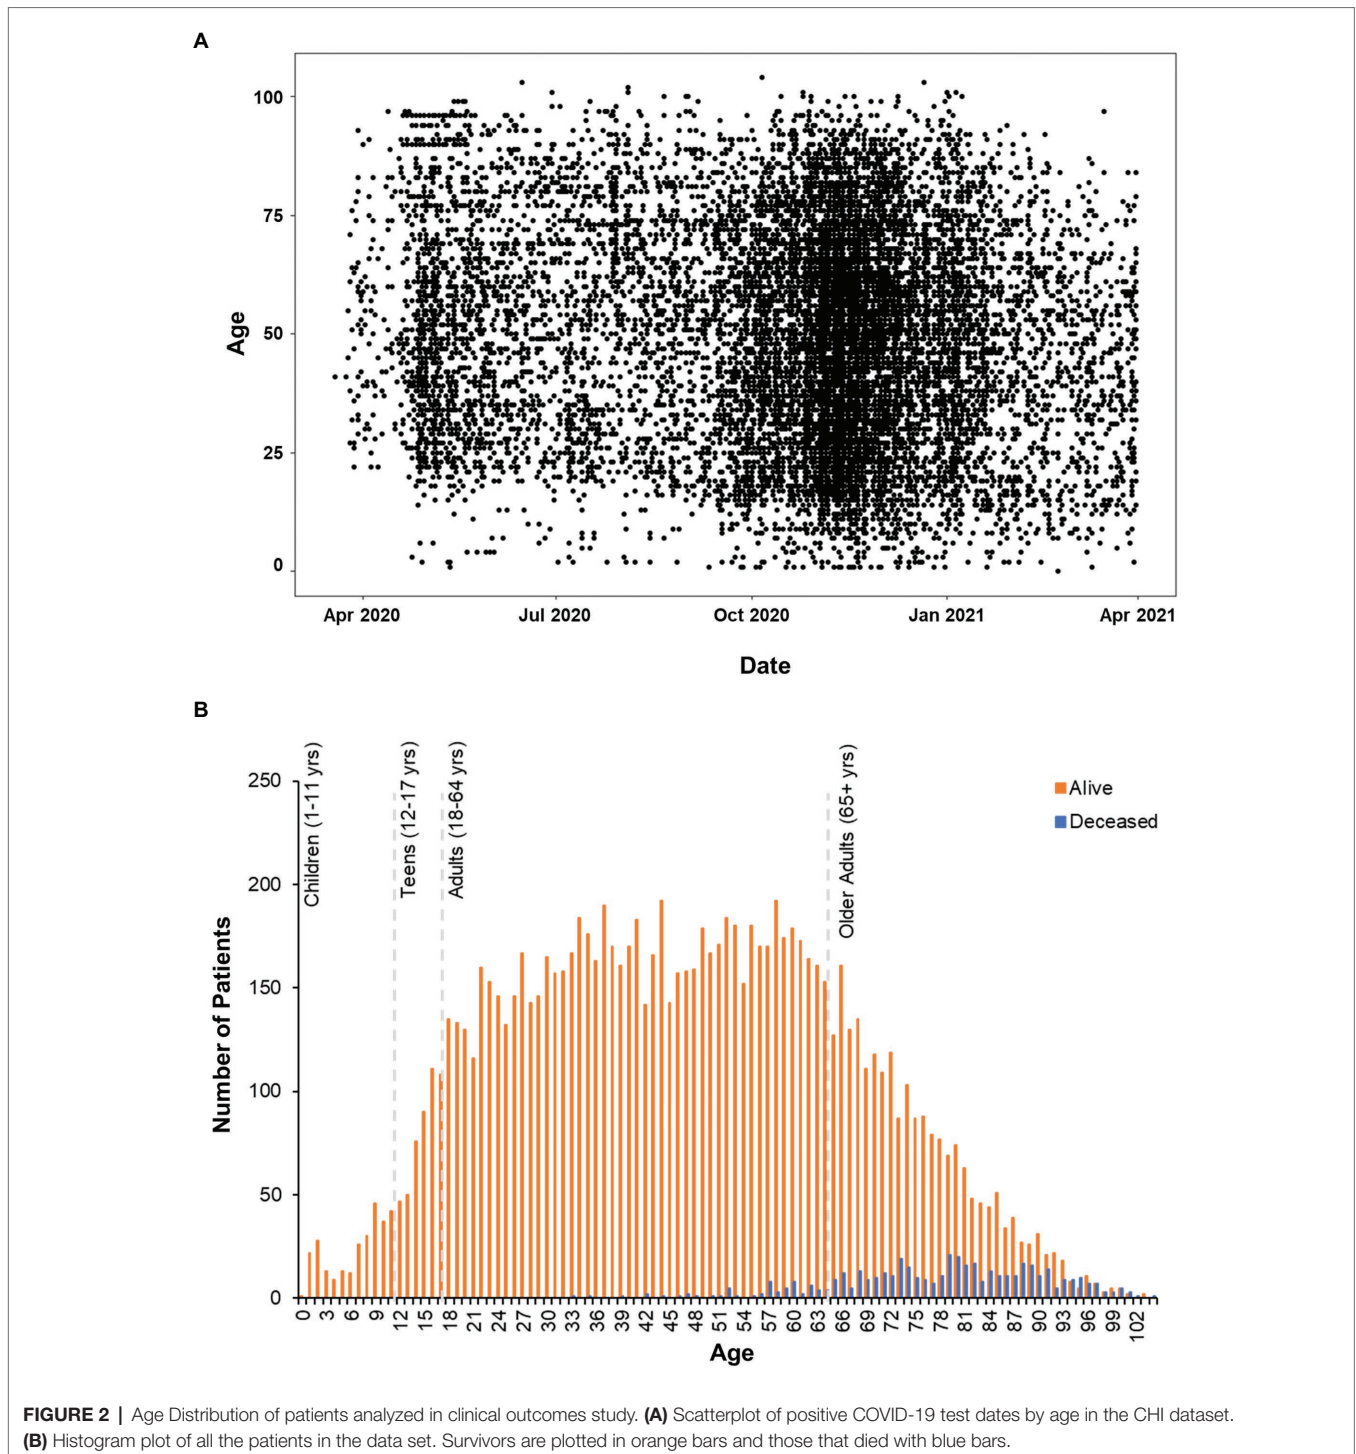 A
100
75
50
25
0
Age
Apr 2020 Jul 2020 Oct 2020 Jan 2021 Apr 2021
Date
B
Children (1-11 yrs)
Teens (12-17 yrs)
Adults (18-64 yrs)
Older Adults (65+ yrs)
Alive
Deceased
250
200
150
100
50
0
Number of Patients
0 3 6 9 12 15 18 21 24 27 30 33 36 39 42 45 48 51 54 57 60 63 66 69 72 75 78 81 84 87 90 93 96 99 102
Age
FIGURE 2 | Age Distribution of patients analyzed in clinical outcomes study. (A) Scatterplot of positive COVID-19 test dates by age in the CHI dataset.
(B) Histogram plot of all the patients in the data set. Survivors are plotted in orange bars and those that died with blue bars.